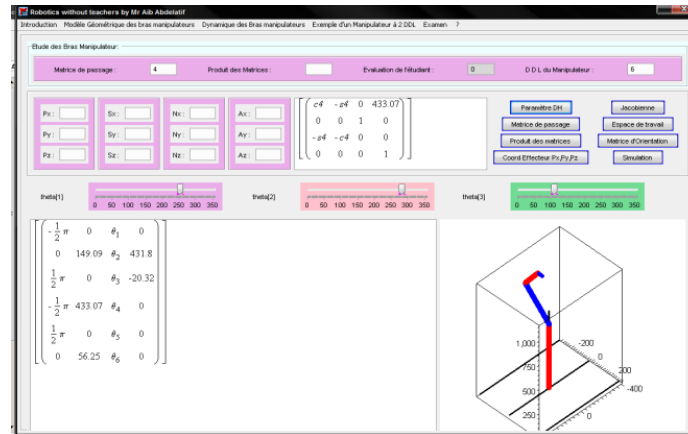 Robotics without teachers by Mr Aib Abdelatif
Introduction Modèle Géométrique des bras manipulateurs Dynamique des Bras manipulateurs Exemple d'un Manipulateur à 2 DDL Examen ?
Etude des Bras Manipulateur:
Matrice de passage : 4 Produit des Matrices : Evaluation de l'étudiant : 0 D D L du Manipulateur : 6
Px : Sx : Nx : Ax :
Py : Sy : Ny : Ay :
Pz : Sz : Nz : Az :
c4 -s4 0 433.07
0 0 1 0
-s4 -c4 0 0
0 0 0 1
Paramètre DH Jacobienne
Matrice de passage Espace de travail
Produit des matrices Matrice d'Orientation
Coord Effecteur Px,Py,Pz Simulation
theta[1] 0 50 100 150 200 250 300 350
theta[2] 0 50 100 150 200 250 300 350
theta[3] 0 50 100 150 200 250 300 350
-1/2 π 0 θ1 0
0 149.09 θ2 431.8
1/2 π 0 θ3 -20.32
-1/2 π 433.07 θ4 0
1/2 π 0 θ5 0
0 56.25 θ6 0
1,000
750
500
250
-200
0
200
-400
0